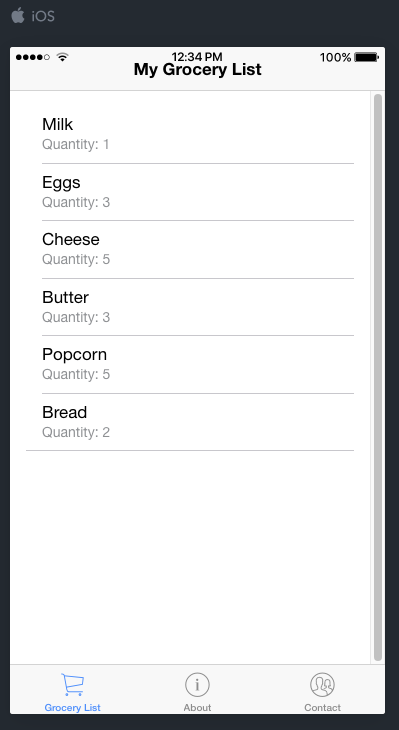 iOS
12:34 PM 100%
My Grocery List
Milk
Quantity: 1
Eggs
Quantity: 3
Cheese
Quantity: 5
Butter
Quantity: 3
Popcorn
Quantity: 5
Bread
Quantity: 2
Grocery List About Contact